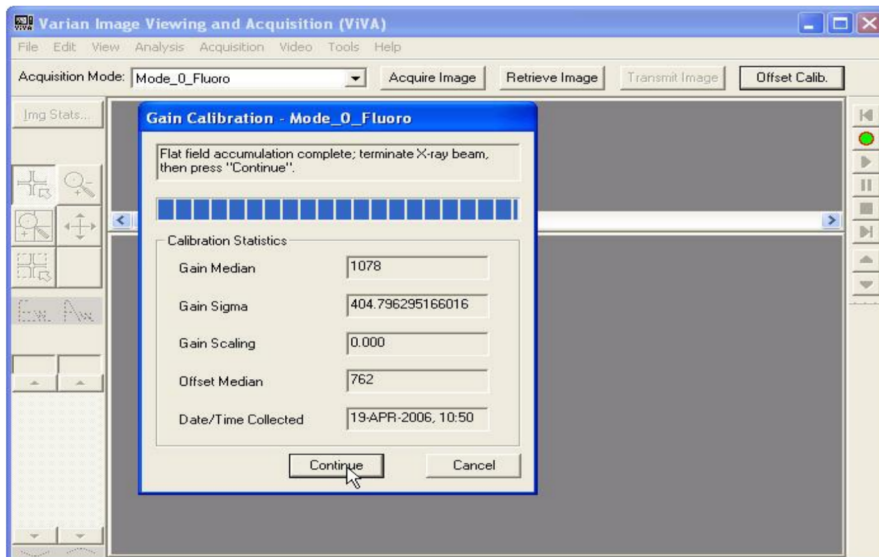 Varian Image Viewing and Acquisition (ViVA)
File Edit View Analysis Acquisition Video Tools Help
Acquisition Mode: Mode_0_Fluoro Acquire Image Retrieve Image Transmit Image Offset Calib.
Img Stats...
Gain Calibration - Mode_0_Fluoro
Flat field accumulation complete; terminate X-ray beam,
then press "Continue".
Calibration Statistics
Gain Median 1078
Gain Sigma 404.796295166016
Gain Scaling 0.000
Offset Median 762
Date/Time Collected 19-APR-2006, 10:50
Continue Cancel